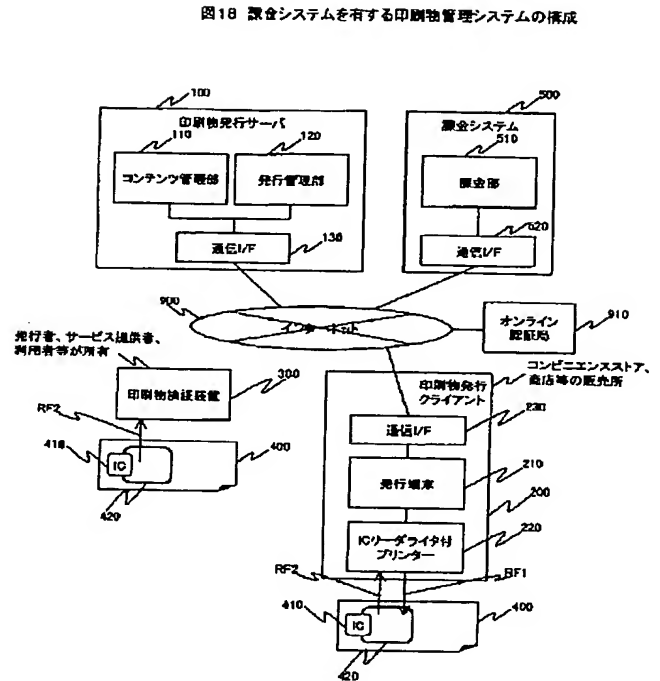 図18 課金システムを有する印刷物管理システムの構成
100
印刷物発行サーバ
110
120
コンテンツ管理部
発行管理部
通信I/F
130
500
課金システム
510
課金部
520
通信I/F
900
インターネット
オンライン
認証局
910
発行者、サービス提供者、
利用者等が所有
印刷物検証装置
300
RF2
410
IC
400
420
コンビニエンスストア、
商店等の販売所
印刷物発行
クライアント
230
通信I/F
210
発行端末
200
220
ICリーダライタ付
プリンター
RF2
RF1
410
IC
400
420